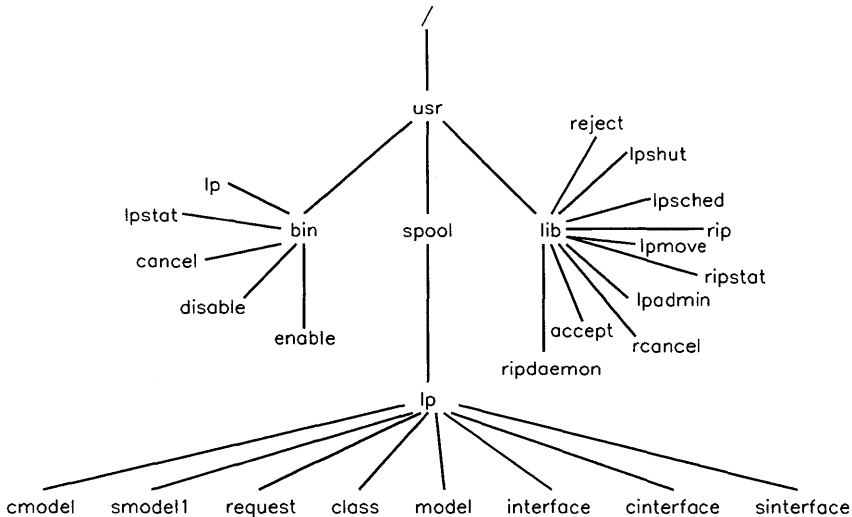 /
usr
reject
lpshut
lp
lpsched
lpstat
bin
spool
lib
rip
lpmove
cancel
ripstat
disable
lpadmin
enable
accept
rcancel
ripdaemon
lp
cmodel
smodel1
request
class
model
interface
cinterface
sinterface